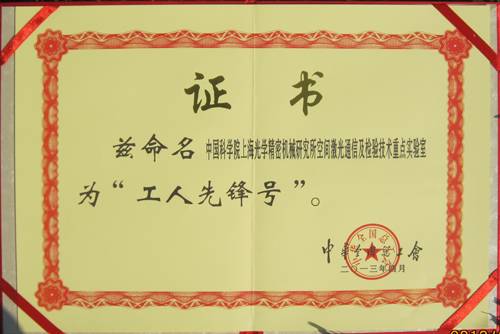 证书
兹命名 中国科学院上海光学精密机械研究所空间激光通信及检验技术重点实验室
为“工人先锋号”。
中华全国总工會
二〇一三年四月